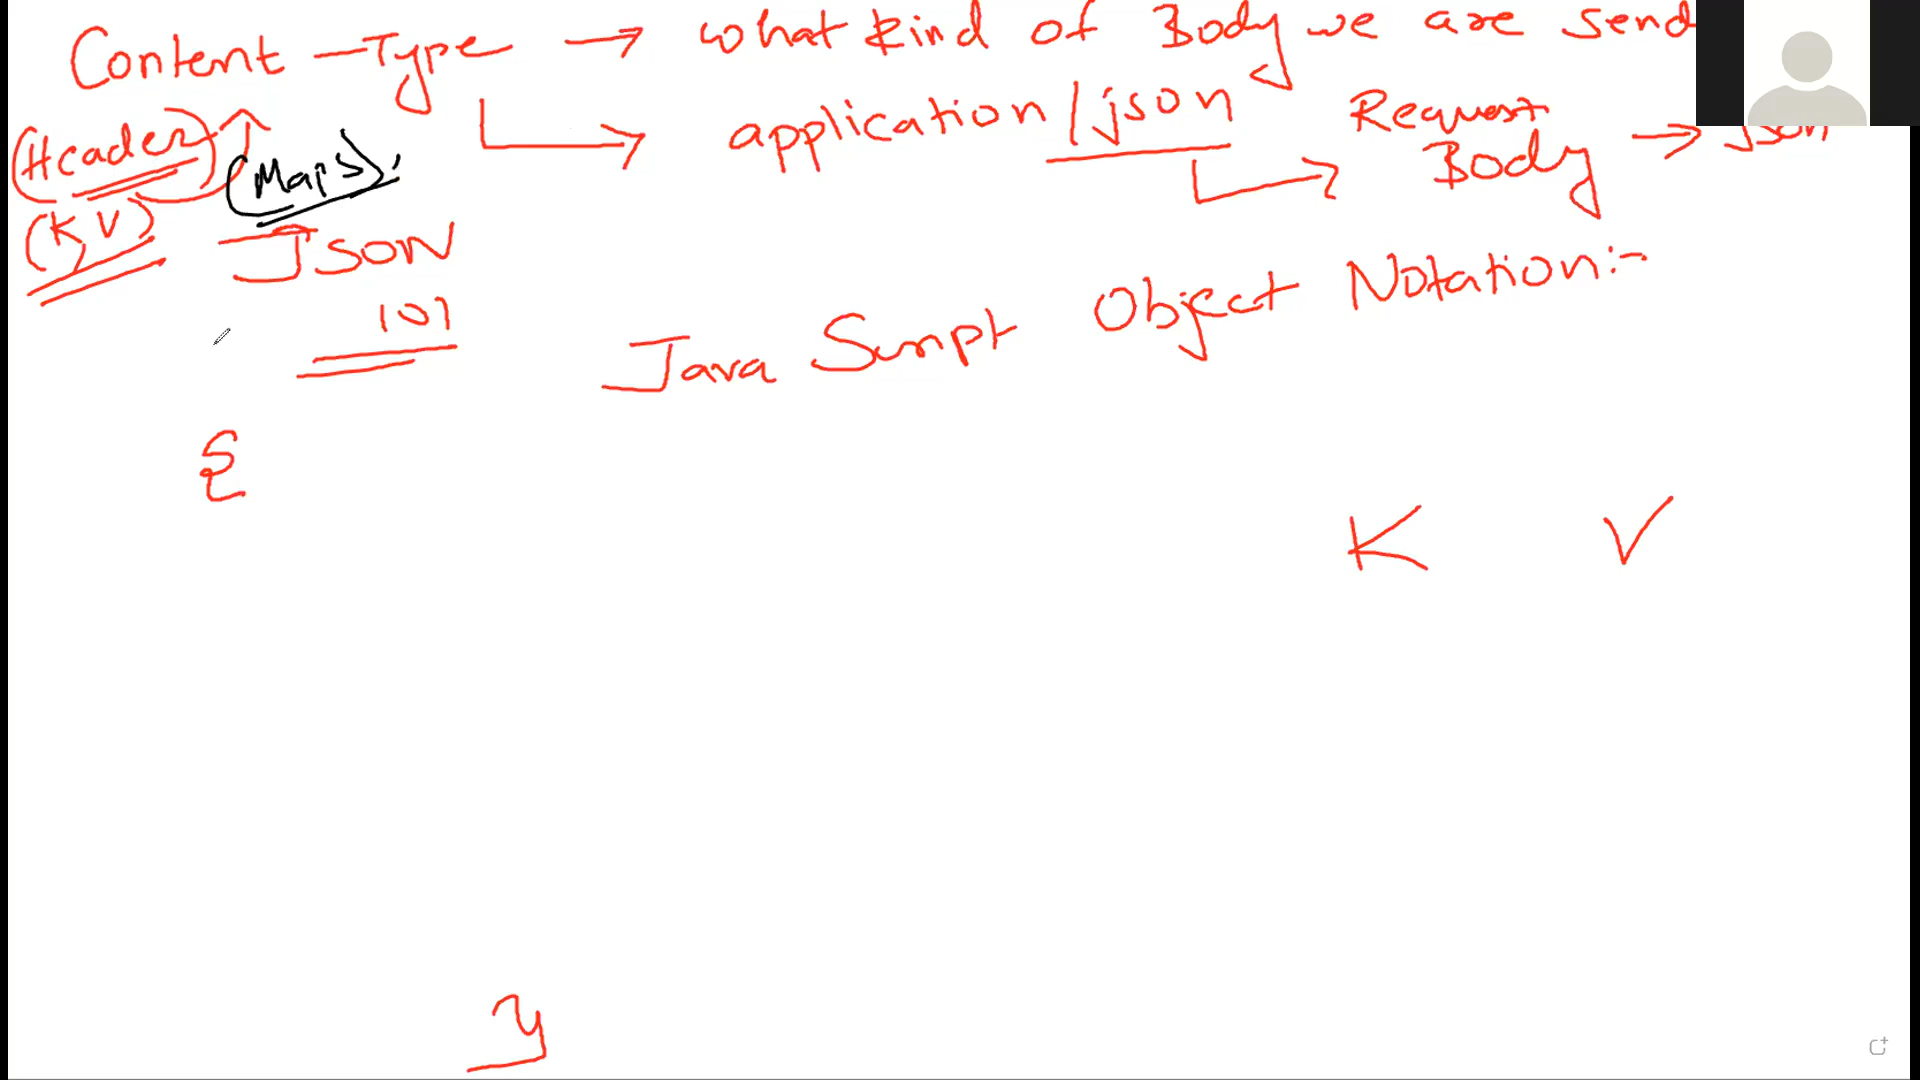 Content-Type → what kind of Body we are send
(Header) application/json Request Body → Json
(Maps)
(K, V)
JSON
101
Java Script Object Notation:-
{
K V
}